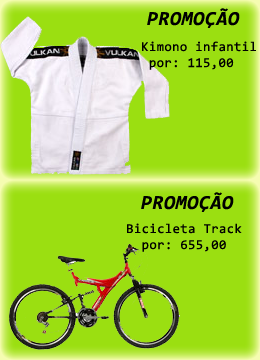 PROMOÇÃO
Kimono infantil
por: 115,00
VULKAN
VULKAN
PROMOÇÃO
Bicicleta Track
por: 655,00